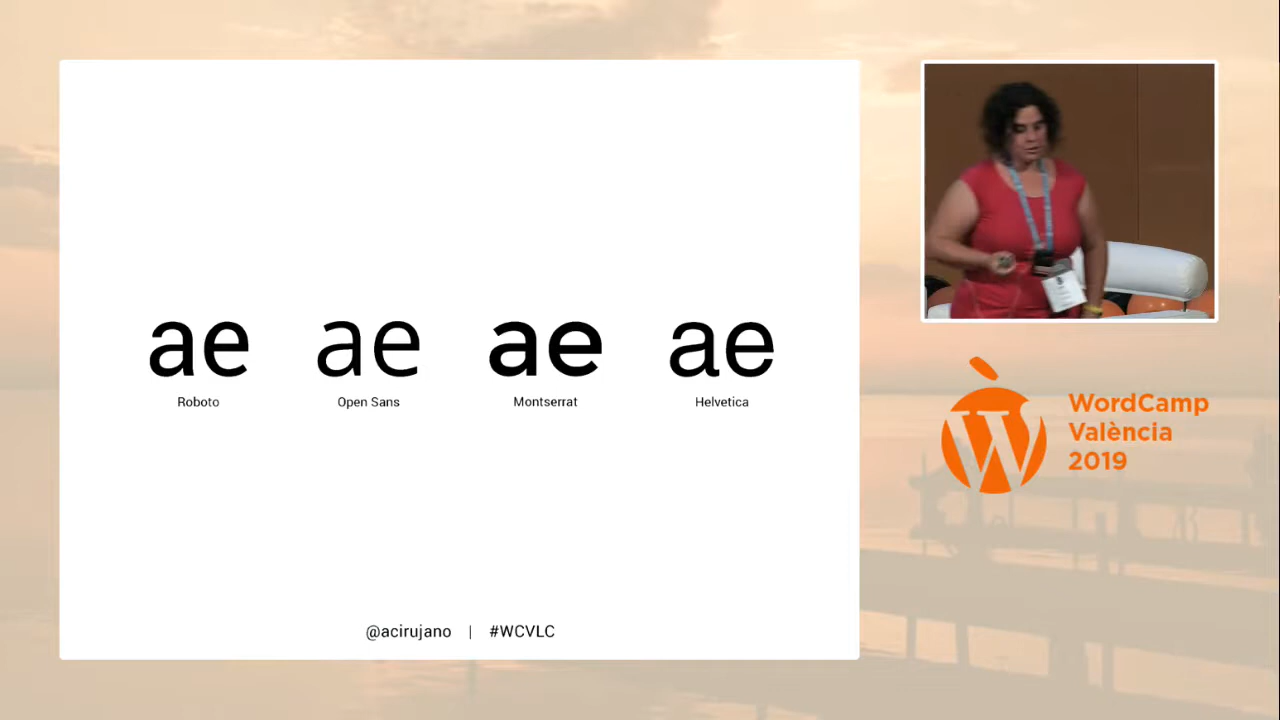 ae ae ae ae
Roboto Open Sans Montserrat Helvetica
@acirujano | #WCVLC
WordCamp
València
2019